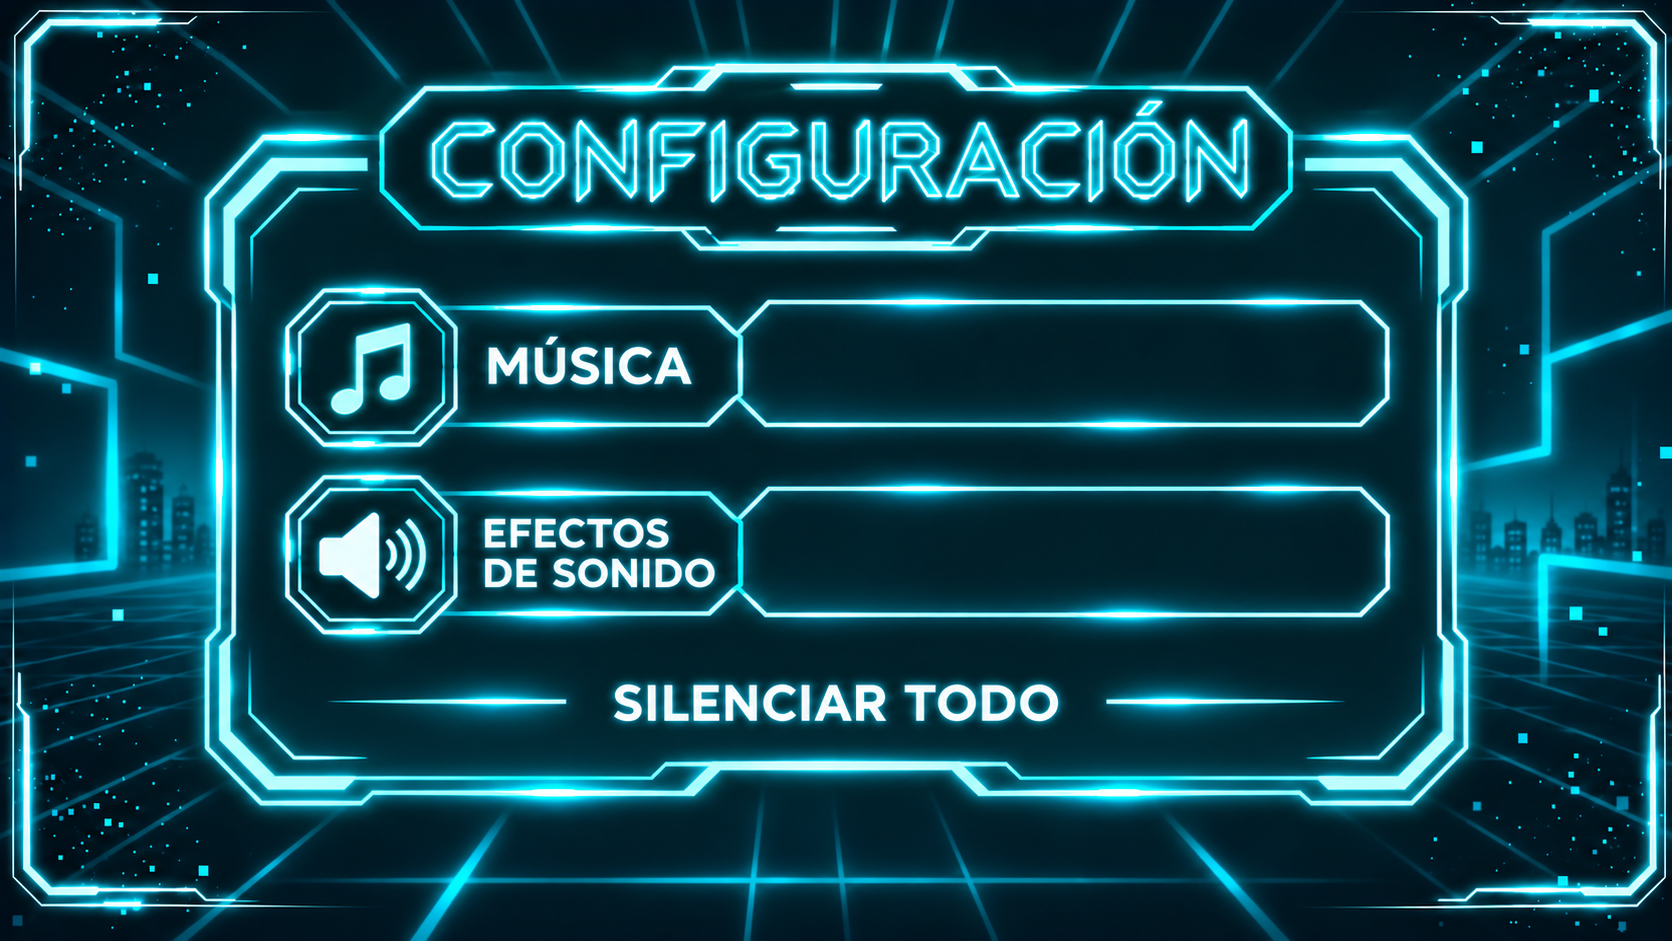 CONFIGURACIÓN
MÚSICA
EFECTOS
DE SONIDO
SILENCIAR TODO